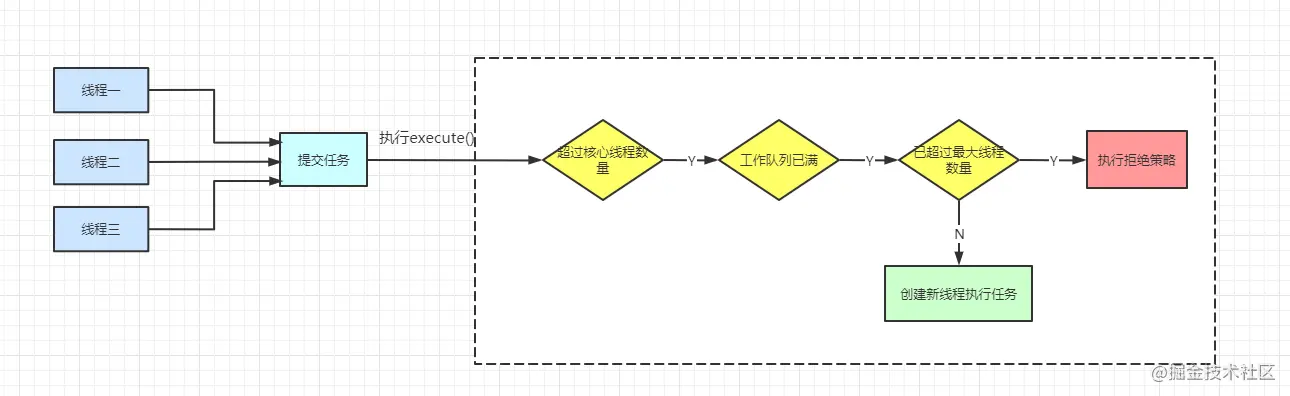 线程一
线程二
线程三
提交任务
执行execute()
超过核心线程数
量
Y
工作队列已满
Y
已超过最大线程
数量
Y
执行拒绝策略
N
创建新线程执行任务
@掘金技术社区